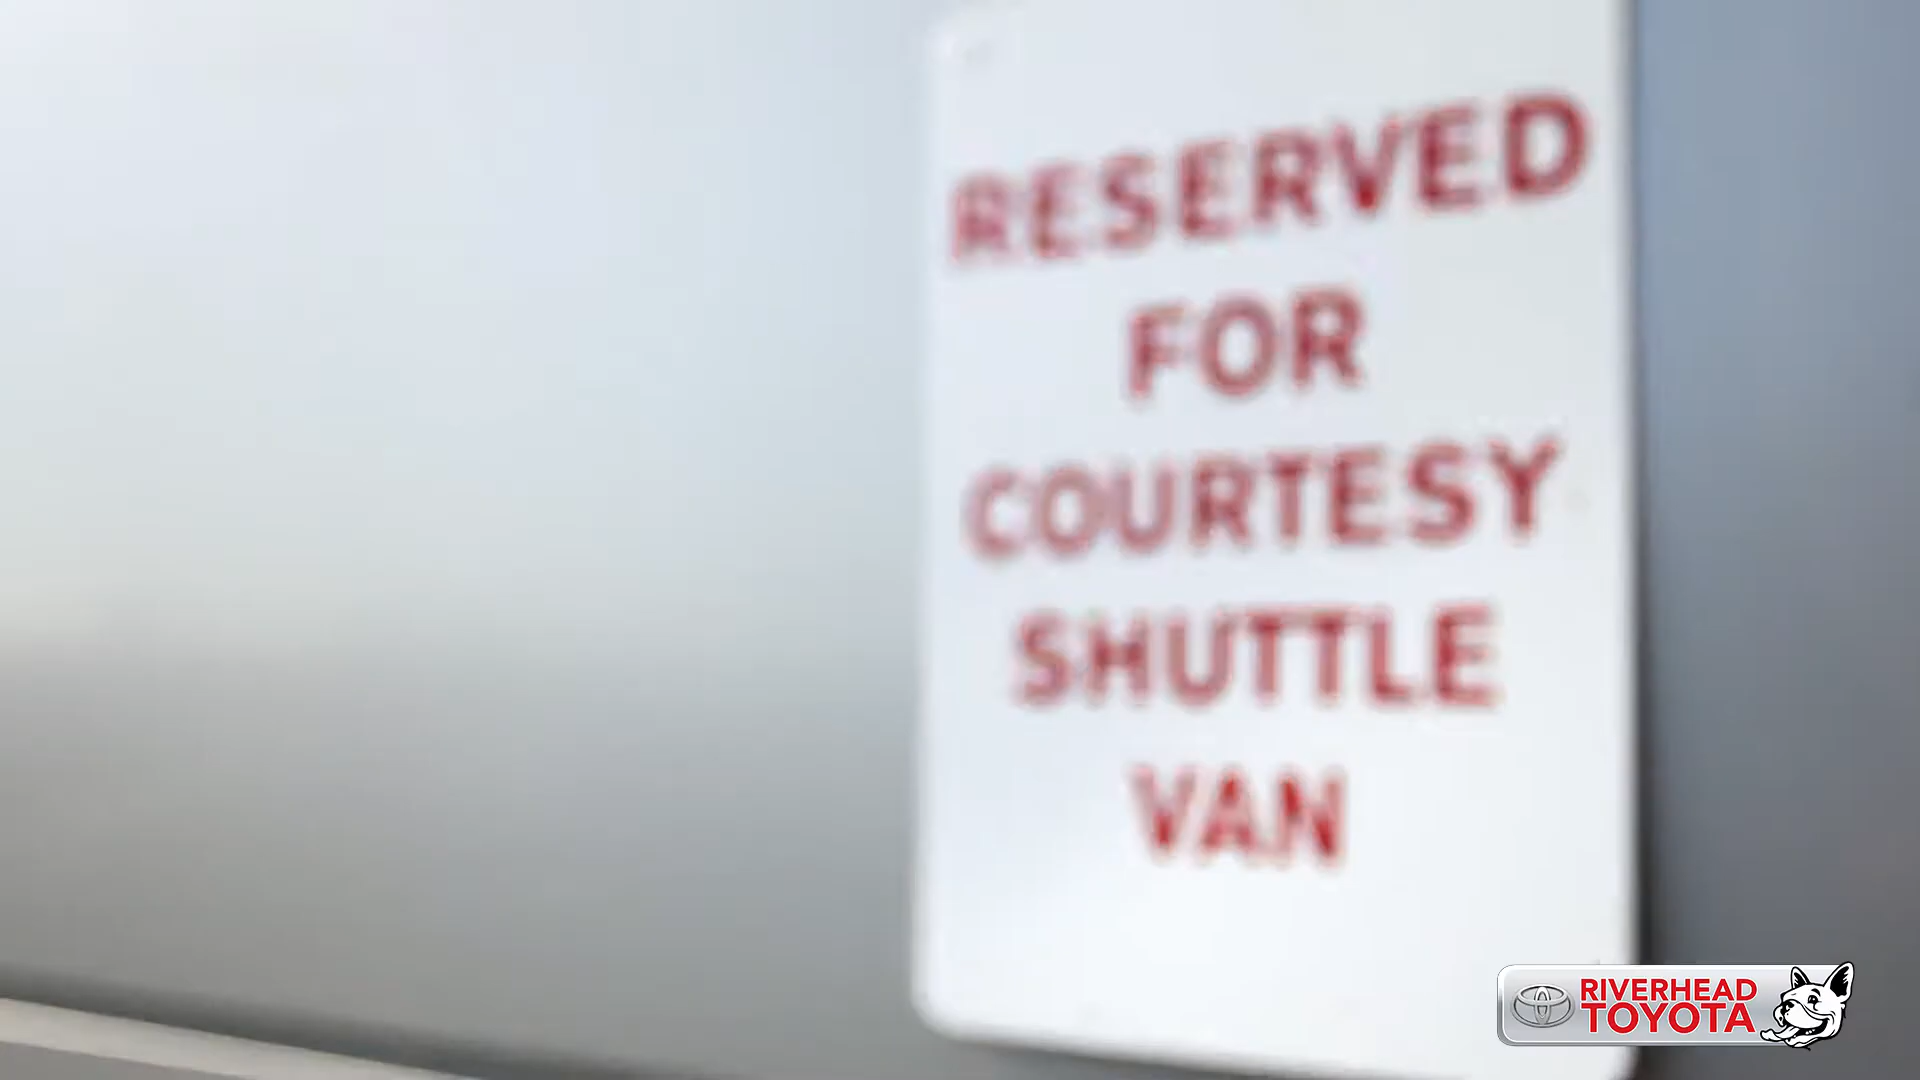 RESERVED
FOR
COURTESY
SHUTTLE
VAN
RIVERHEAD
TOYOTA